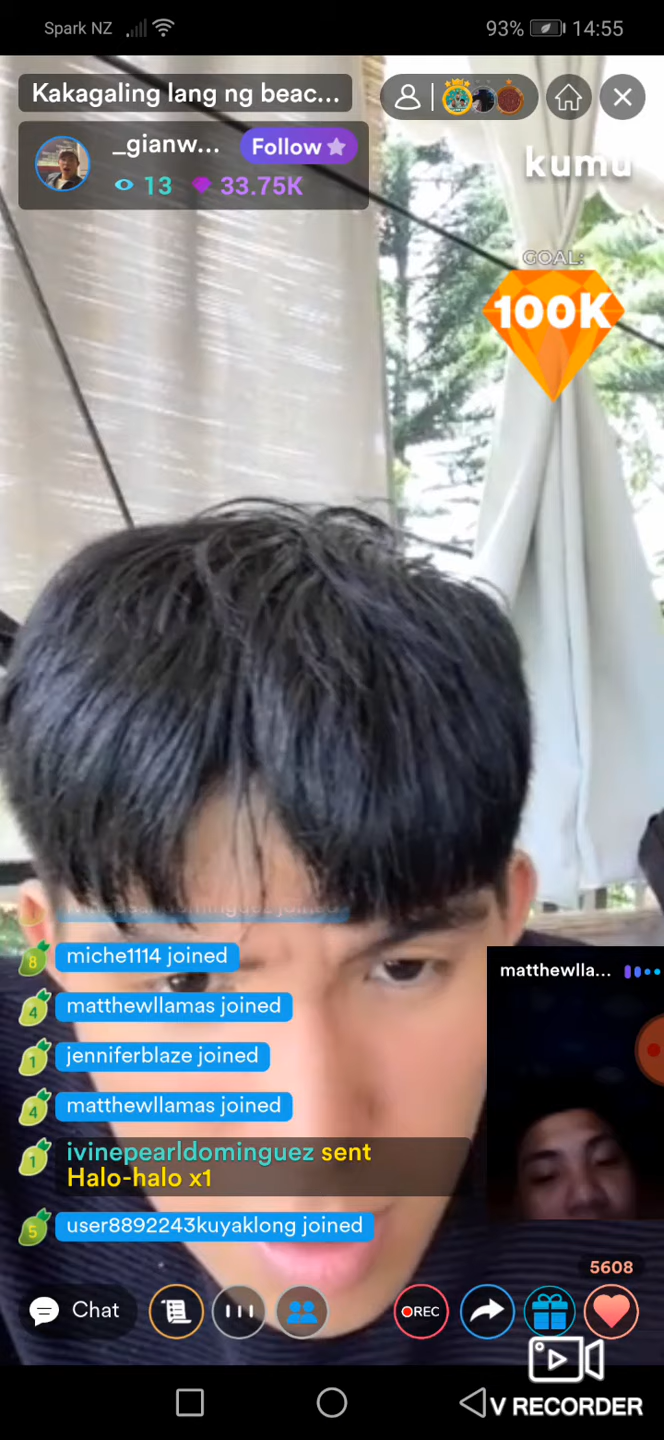 Spark NZ 93% 14:55
Kakagaling lang ng beac...
_gianw... Follow
13 33.75K
kumu
GOAL:
100K
8 miche1114 joined
matthewlla...
4 matthewllamas joined
1 jenniferblaze joined
4 matthewllamas joined
1 ivinepearldominguez sent
Halo-halo x1
5 user8892243kuyaklong joined
5608
Chat REC
V RECORDER